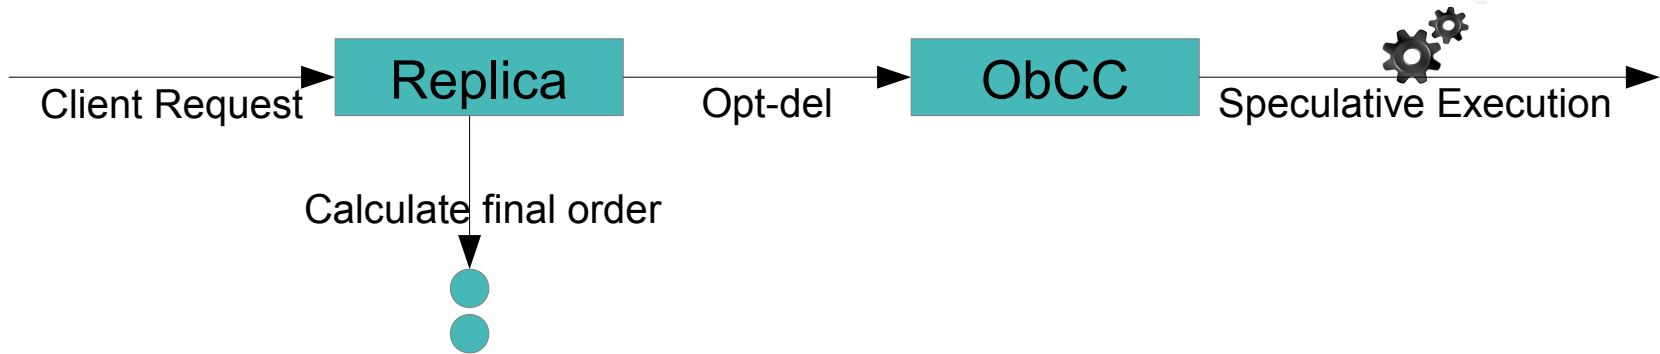 Replica
ObCC
Client Request
Opt-del
Speculative Execution
Calculate final order